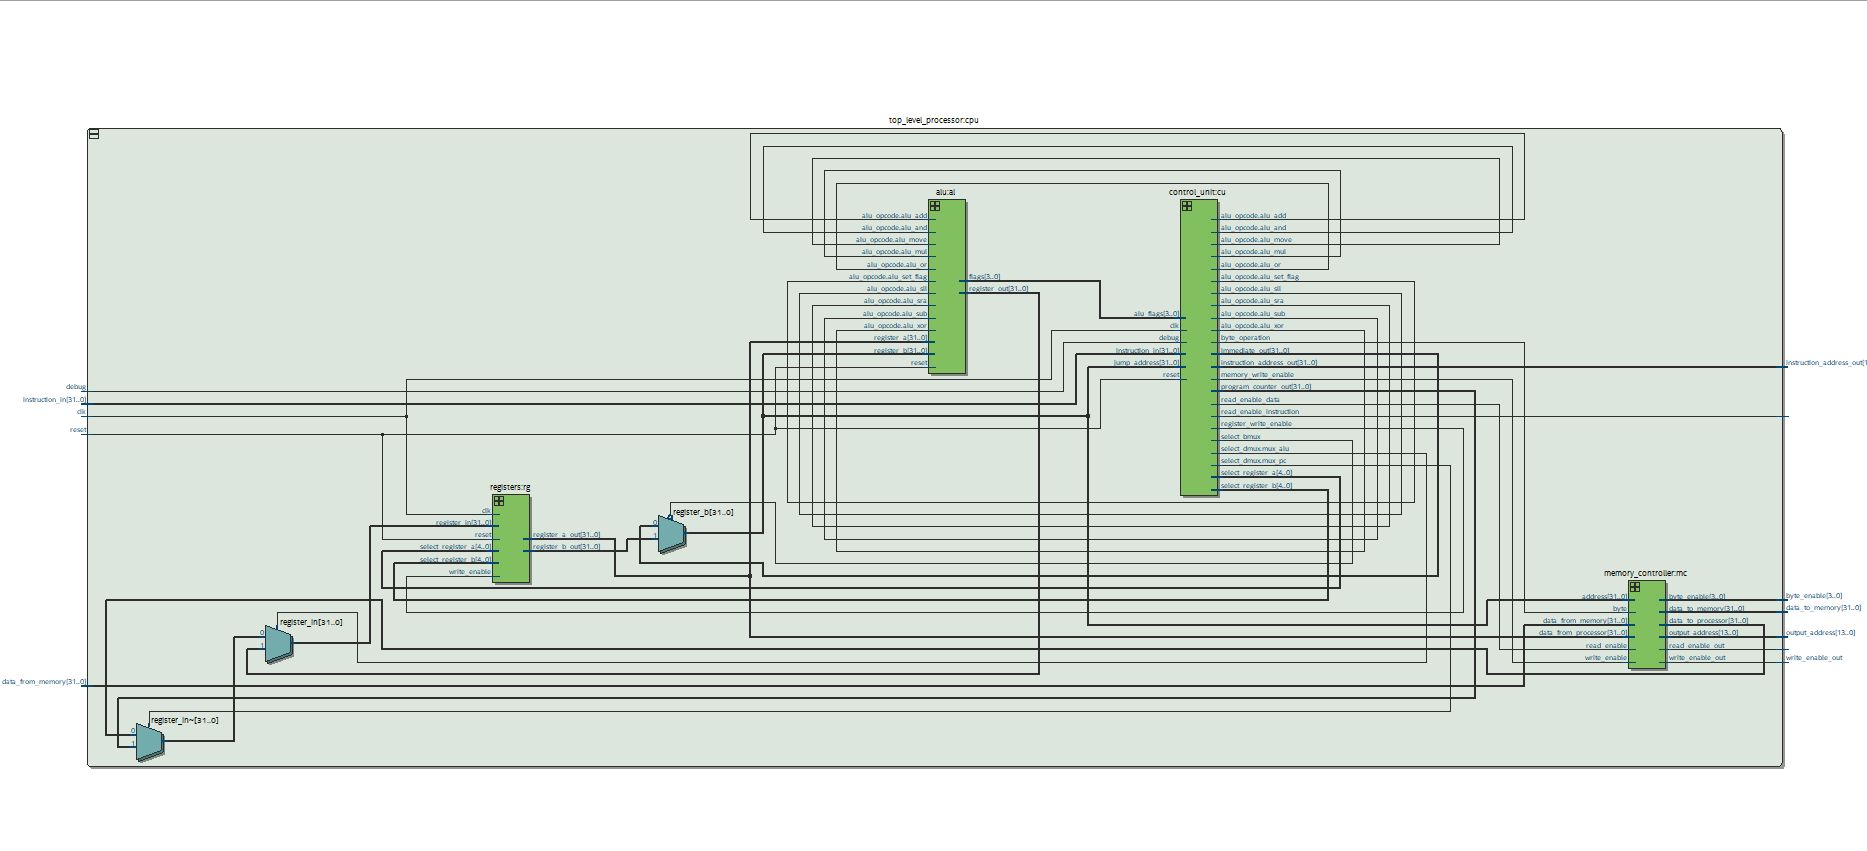 top_level_processor:cpu
alu:al
alu_opcode.alu_add
alu_opcode.alu_and
alu_opcode.alu_move
alu_opcode.alu_mul
alu_opcode.alu_or
alu_opcode.alu_set_flag
alu_opcode.alu_sll
alu_opcode.alu_sra
alu_opcode.alu_sub
alu_opcode.alu_xor
register_a[31..0]
register_b[31..0]
reset
flags[3..0]
register_out[31..0]
control_unit:cu
alu_flags[3..0]
clk
debug
instruction_in[31..0]
jump_address[31..0]
reset
alu_opcode.alu_add
alu_opcode.alu_and
alu_opcode.alu_move
alu_opcode.alu_mul
alu_opcode.alu_or
alu_opcode.alu_set_flag
alu_opcode.alu_sll
alu_opcode.alu_sra
alu_opcode.alu_sub
alu_opcode.alu_xor
byte_operation
immediate_out[31..0]
instruction_address_out[31..0]
memory_write_enable
program_counter_out[31..0]
read_enable_data
read_enable_instruction
register_write_enable
select_bmux
select_dmux.mux_alu
select_dmux.mux_pc
select_register_a[4..0]
select_register_b[4..0]
debug
instruction_in[31..0]
clk
reset
instruction_address_out[1
registers:rg
clk
register_in[31..0]
reset
select_register_a[4..0]
select_register_b[4..0]
write_enable
register_a_out[31..0]
register_b_out[31..0]
register_b[31..0]
0
1
memory_controller:mc
address[31..0]
byte
data_from_memory[31..0]
data_from_processor[31..0]
read_enable
write_enable
byte_enable[3..0]
data_to_memory[31..0]
data_to_processor[31..0]
output_address[13..0]
read_enable_out
write_enable_out
byte_enable[3..0]
data_to_memory[31..0]
output_address[13..0]
write_enable_out
register_in[31..0]
0
1
data_from_memory[31..0]
register_in~[31..0]
0
1